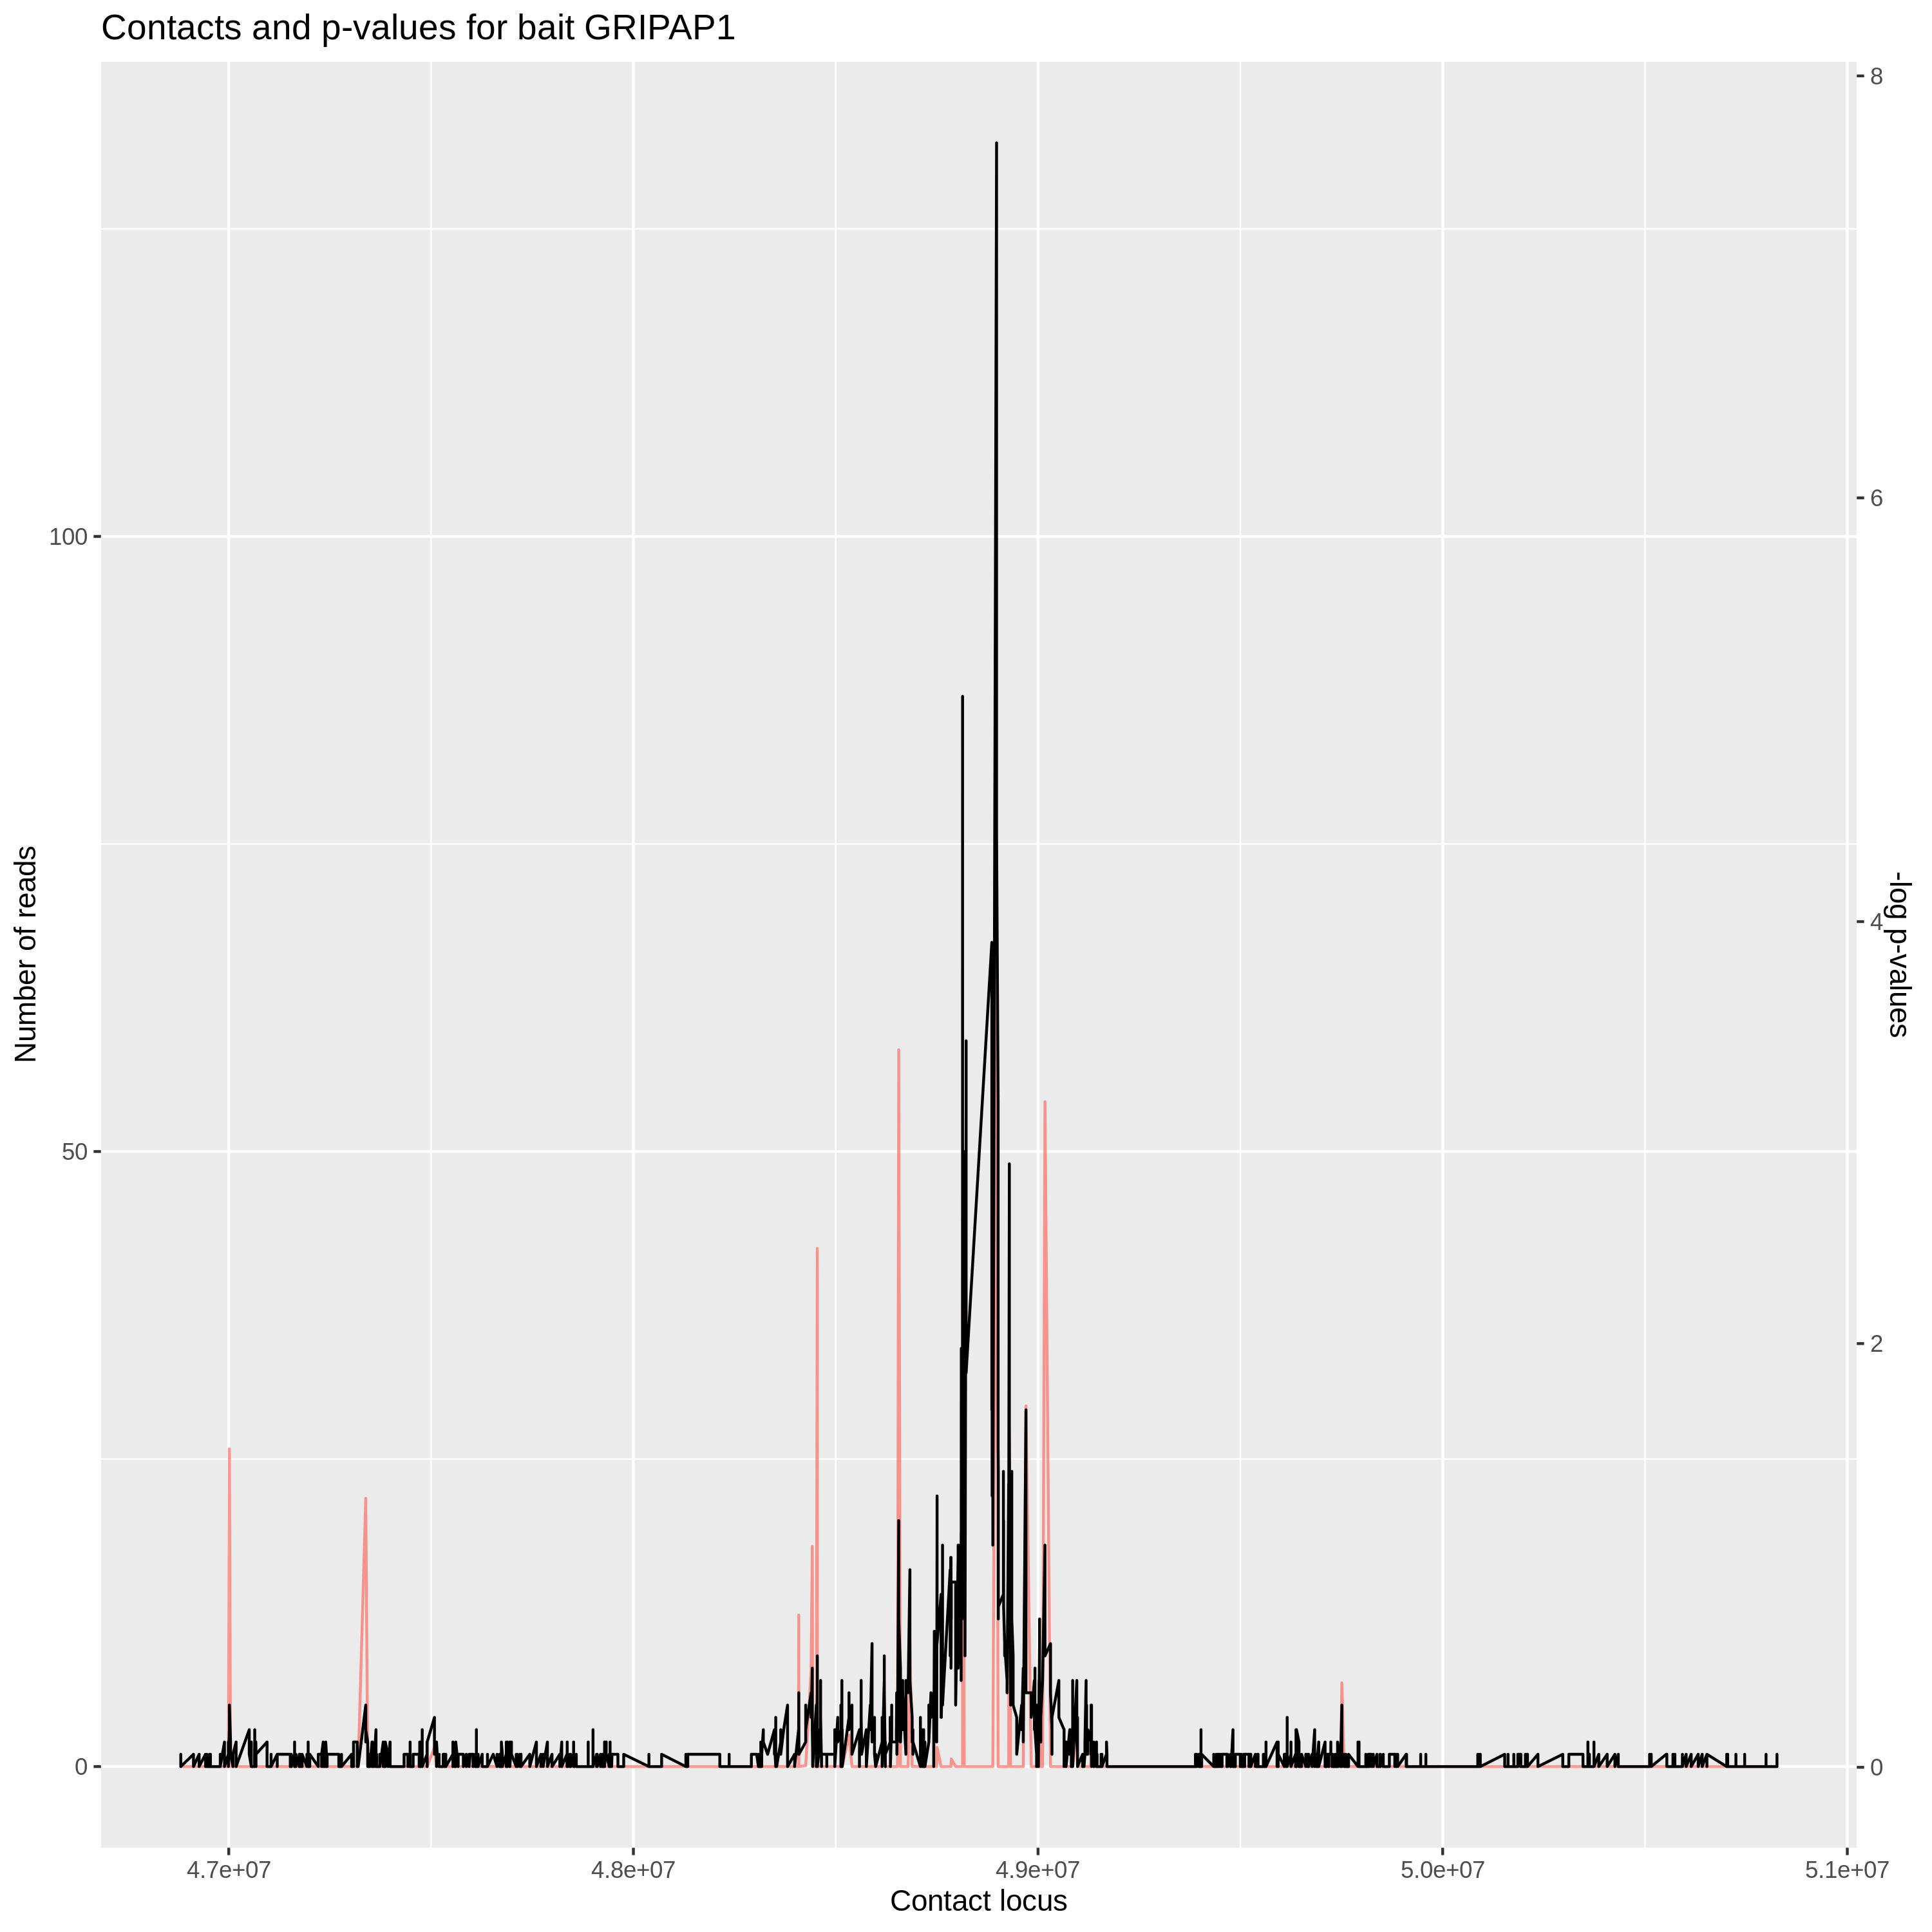 Contacts and p-values for bait GRIPAP1
8
6
100
4
Number of reads
-log p-values
50
2
0
0
4.7e+07
4.8e+07
4.9e+07
5.0e+07
5.1e+07
Contact locus